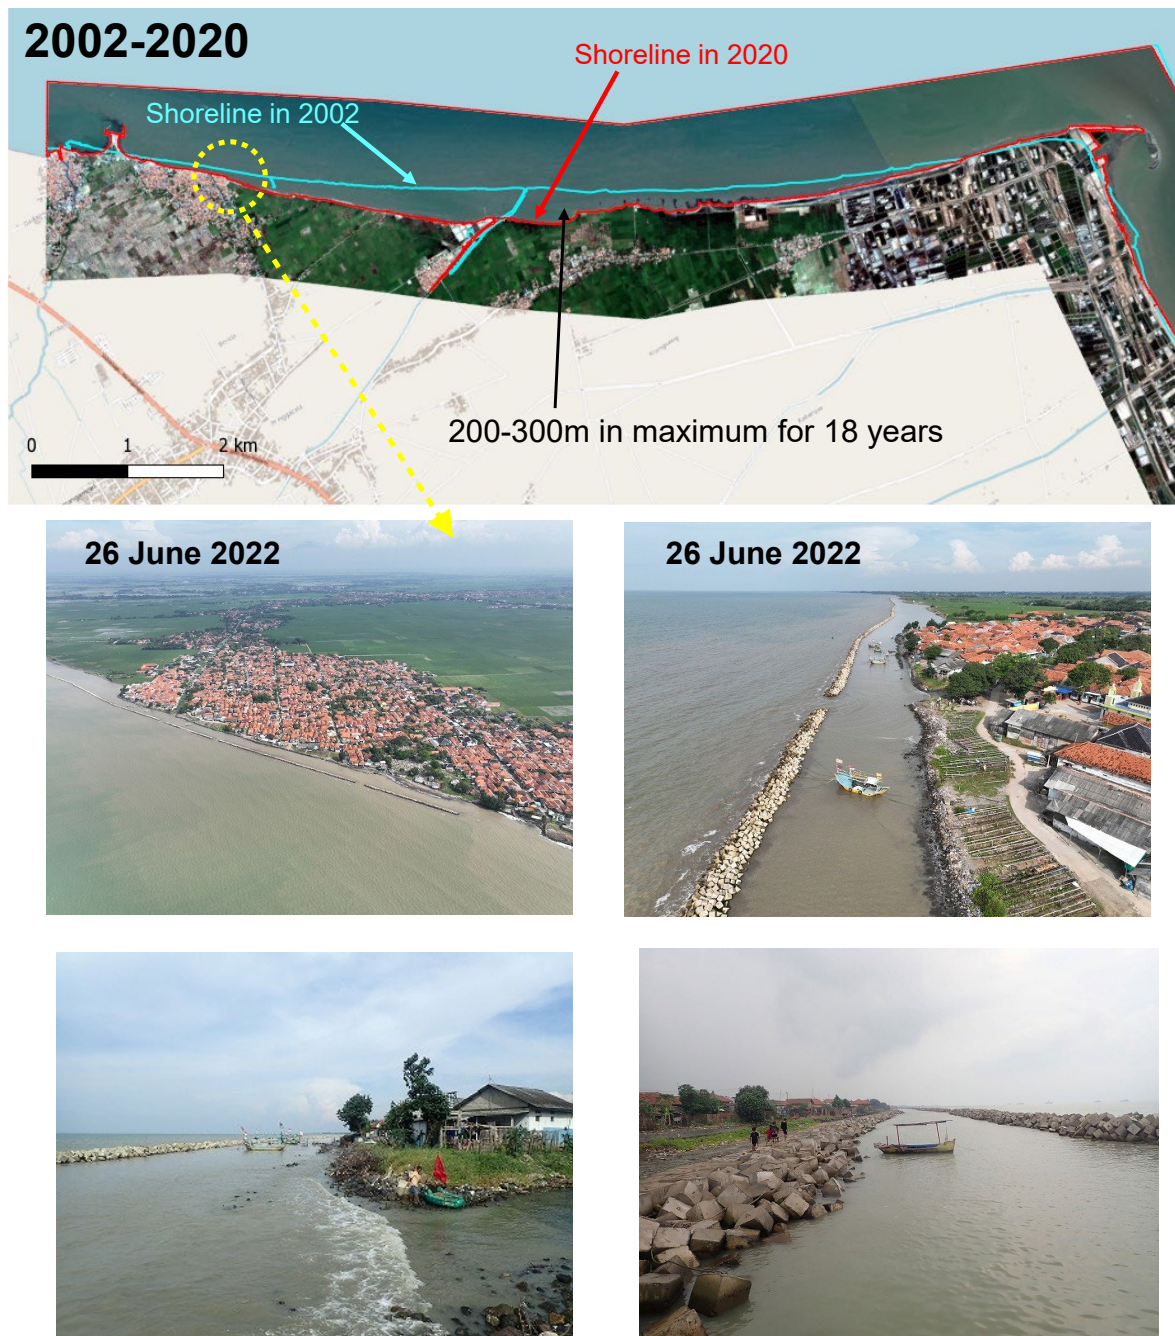 2002-2020
Shoreline in 2020
Shoreline in 2002
200-300m in maximum for 18 years
0 1 2 km
26 June 2022
26 June 2022